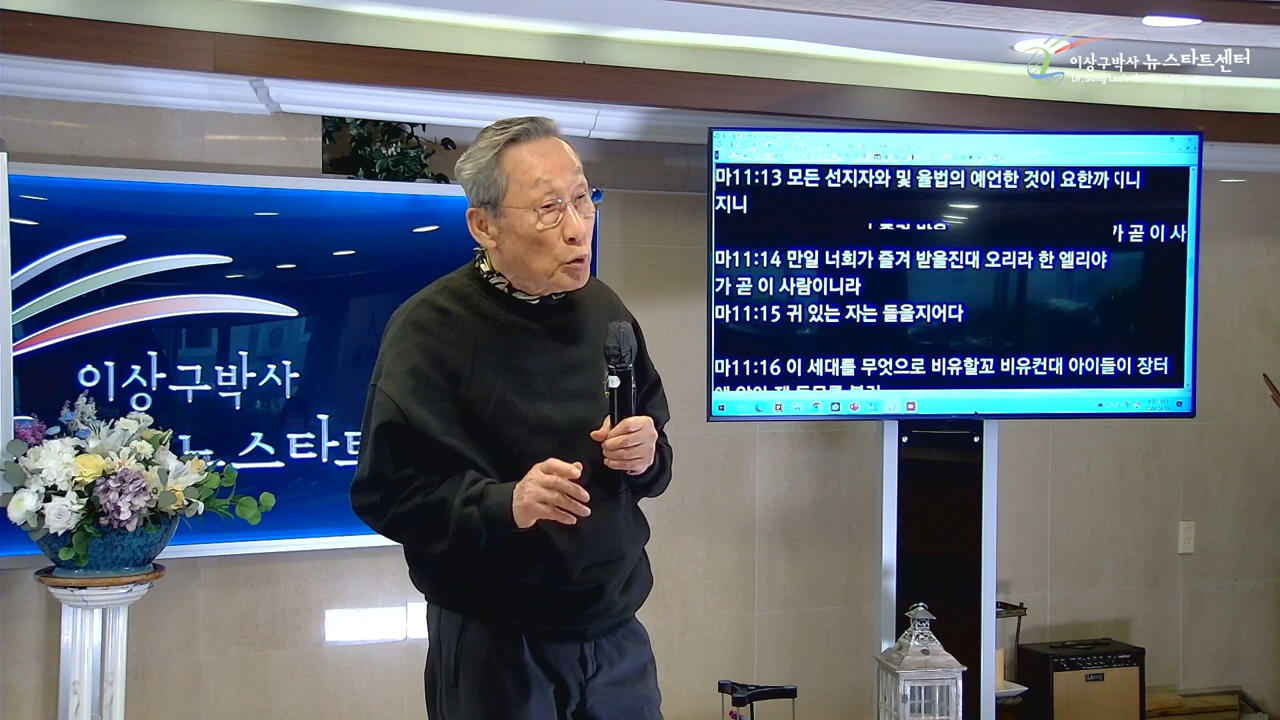 이상구박사 뉴스타트센터
마11:13 모든 선지자와 및 율법의 예언한 것이 요한까지니
지니
가 곧 이 사
마11:14 만일 너희가 즐겨 받을진대 오리라 한 엘리야
가 곧 이 사람이니라
마11:15 귀 있는 자는 들을지어다
마11:16 이 세대를 무엇으로 비유할꼬 비유컨대 아이들이 장터
이상구박사
뉴스타트